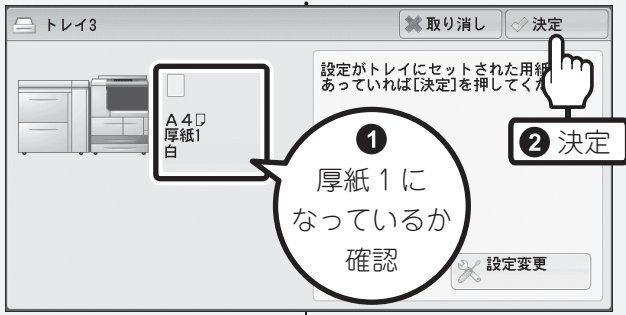 トレイ3
取り消し
決定
設定がトレイにセットされた用紙
あっていれば[決定]を押してくだ
A4
厚紙1
白
❶
厚紙1に
なっているか
確認
❷ 決定
設定変更